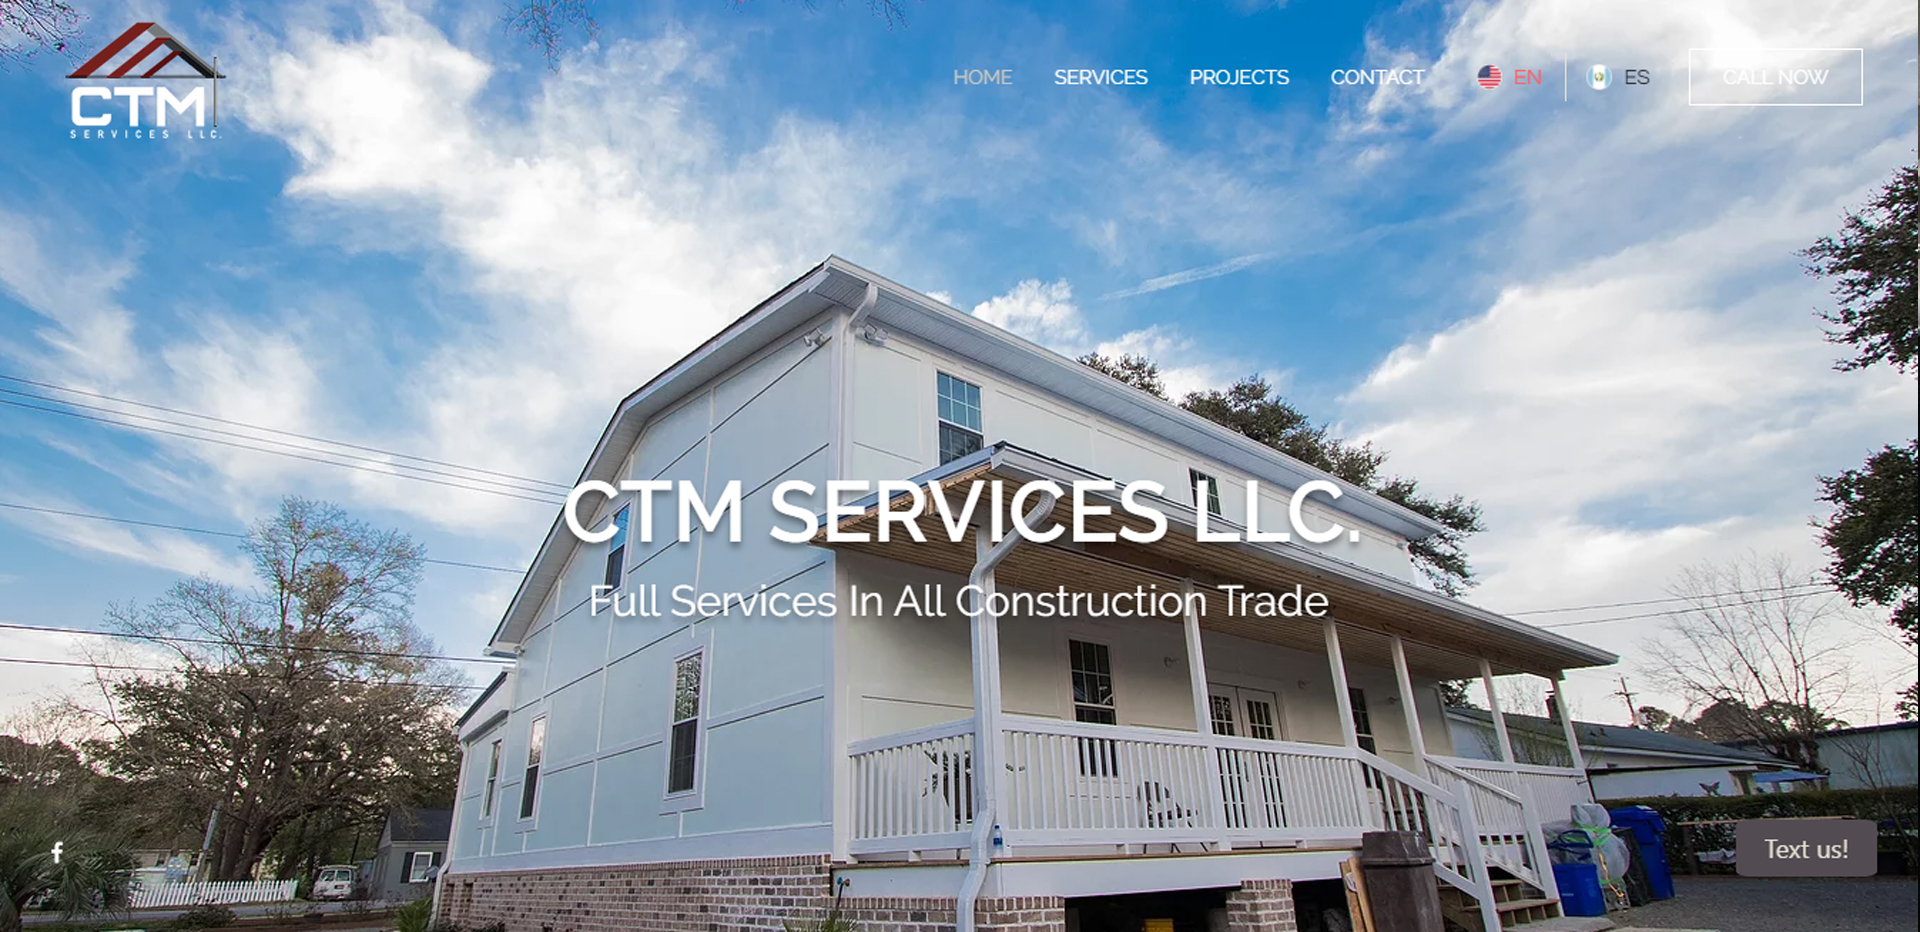 CTM
SERVICES LLC.
HOME
SERVICES
PROJECTS
CONTACT
EN
ES
CALL NOW
CTM SERVICES LLC.
Full Services In All Construction Trade
f
Text us!